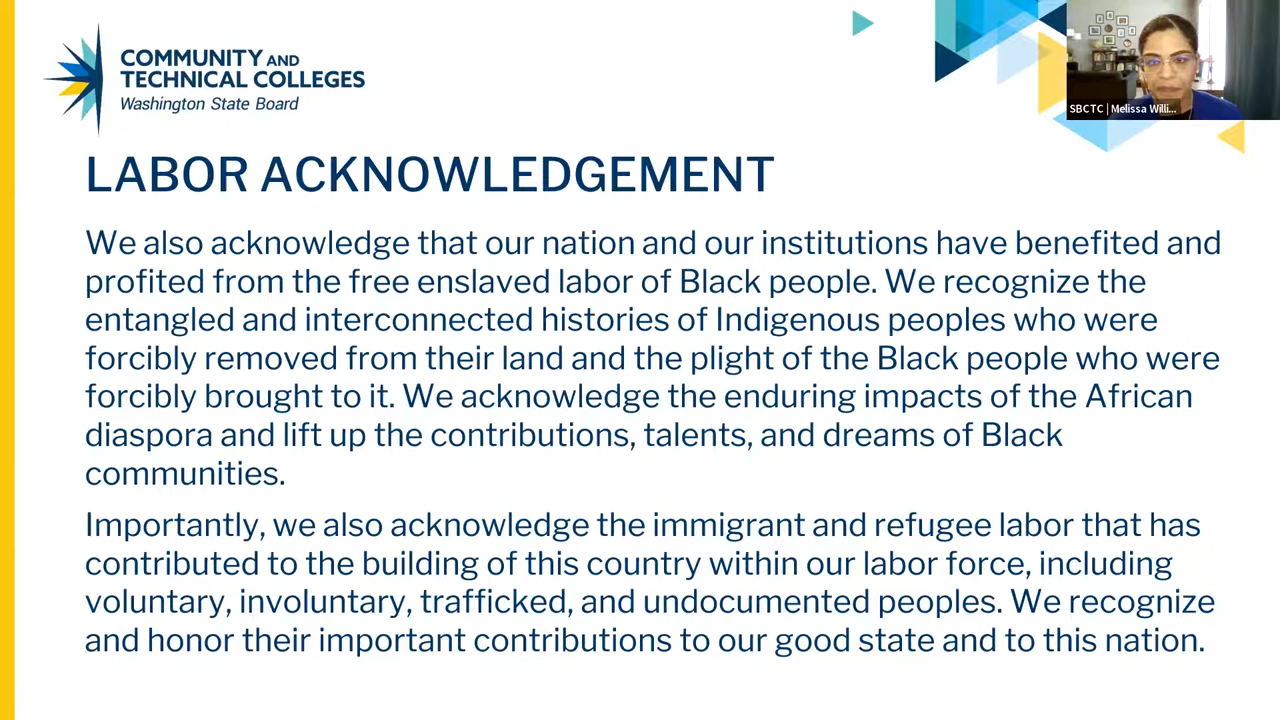 COMMUNITY AND
TECHNICAL COLLEGES
Washington State Board
SBCTC | Melissa Willi...
LABOR ACKNOWLEDGEMENT
We also acknowledge that our nation and our institutions have benefited and
profited from the free enslaved labor of Black people. We recognize the
entangled and interconnected histories of Indigenous peoples who were
forcibly removed from their land and the plight of the Black people who were
forcibly brought to it. We acknowledge the enduring impacts of the African
diaspora and lift up the contributions, talents, and dreams of Black
communities.
Importantly, we also acknowledge the immigrant and refugee labor that has
contributed to the building of this country within our labor force, including
voluntary, involuntary, trafficked, and undocumented peoples. We recognize
and honor their important contributions to our good state and to this nation.